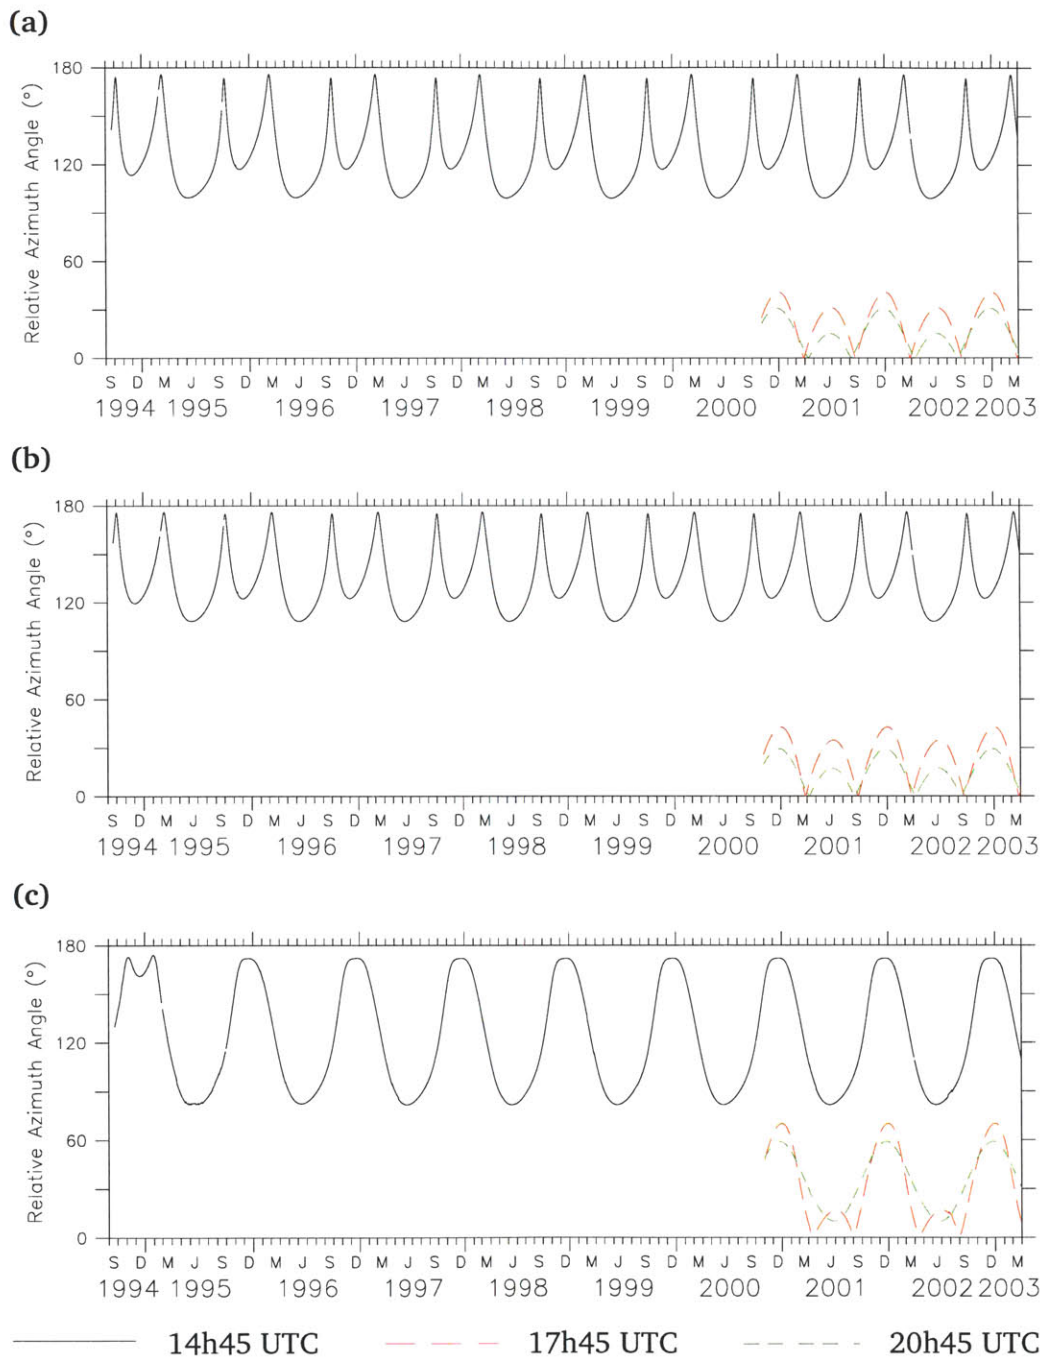 (a)
Relative Azimuth Angle (°)
180
120
60
0
S D M J S D M J S D M J S D M J S D M J S D M J S D M J S D M J S D M
1994 1995 1996 1997 1998 1999 2000 2001 2002 2003
(b)
Relative Azimuth Angle (°)
180
120
60
0
S D M J S D M J S D M J S D M J S D M J S D M J S D M J S D M J S D M
1994 1995 1996 1997 1998 1999 2000 2001 2002 2003
(c)
Relative Azimuth Angle (°)
180
120
60
0
S D M J S D M J S D M J S D M J S D M J S D M J S D M J S D M J S D M
1994 1995 1996 1997 1998 1999 2000 2001 2002 2003
14h45 UTC 17h45 UTC 20h45 UTC